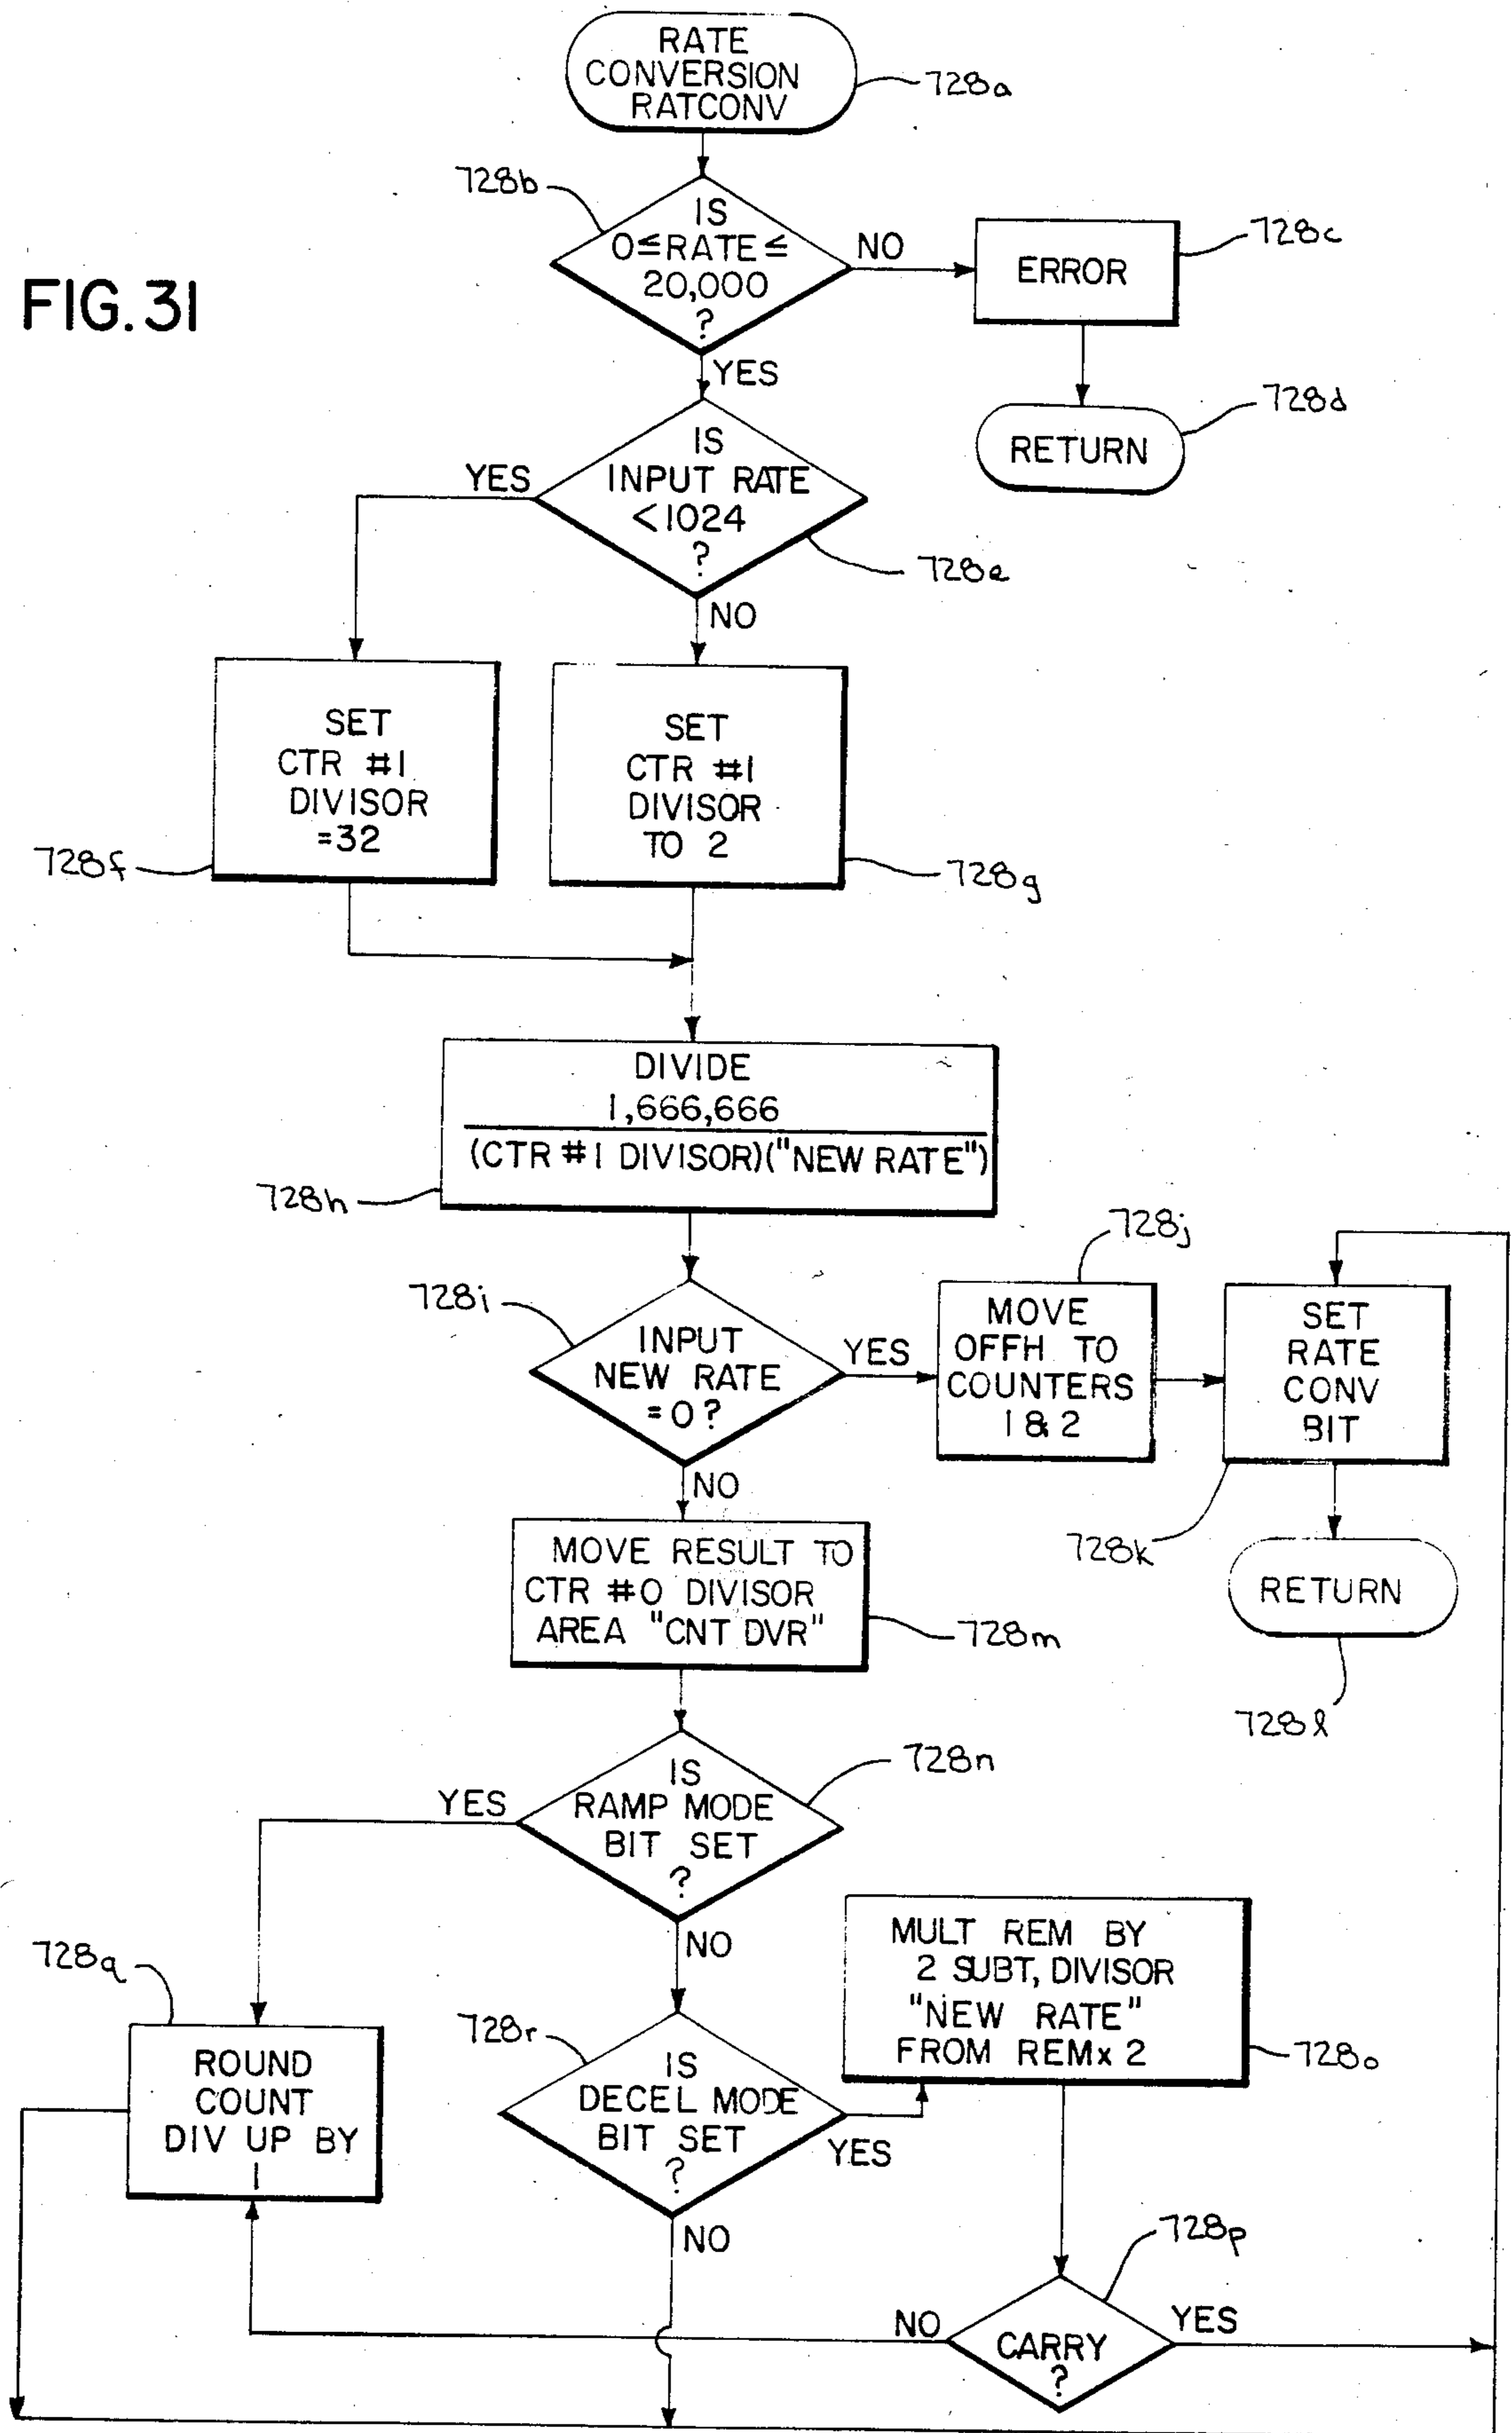 RATE
CONVERSION
RATCONV
728a
728b
IS
0≤RATE≤
20,000
?
NO
ERROR
728c
FIG. 31
YES
RETURN
728d
IS
INPUT RATE
<1024
?
YES
728e
NO
SET
CTR #1
DIVISOR
=32
728f
SET
CTR #1
DIVISOR
TO 2
728g
DIVIDE
1,666,666
(CTR #1 DIVISOR)("NEW RATE")
728h
728i
INPUT
NEW RATE
=0?
YES
728j
MOVE
OFFH TO
COUNTERS
1 & 2
SET
RATE
CONV
BIT
728k
RETURN
728l
NO
MOVE RESULT TO
CTR #0 DIVISOR
AREA "CNT DVR"
728m
IS
RAMP MODE
BIT SET
?
728n
YES
NO
728q
ROUND
COUNT
DIV UP BY
1
728r
IS
DECEL MODE
BIT SET
?
YES
NO
MULT REM BY
2 SUBT, DIVISOR
"NEW RATE"
FROM REMx 2
728o
728p
CARRY
?
NO
YES